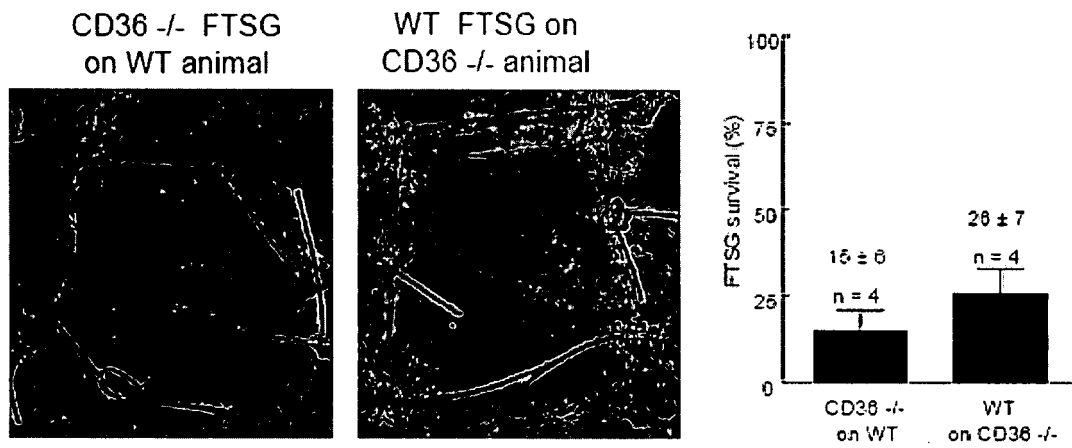 CD36 -/- FTSG
on WT animal
WT FTSG on
CD36 -/- animal
FTSG survival (%)
100
75
50
25
0
15 ± 6
n = 4
26 ± 7
n = 4
CD36 -/-
on WT
WT
on CD36 -/-